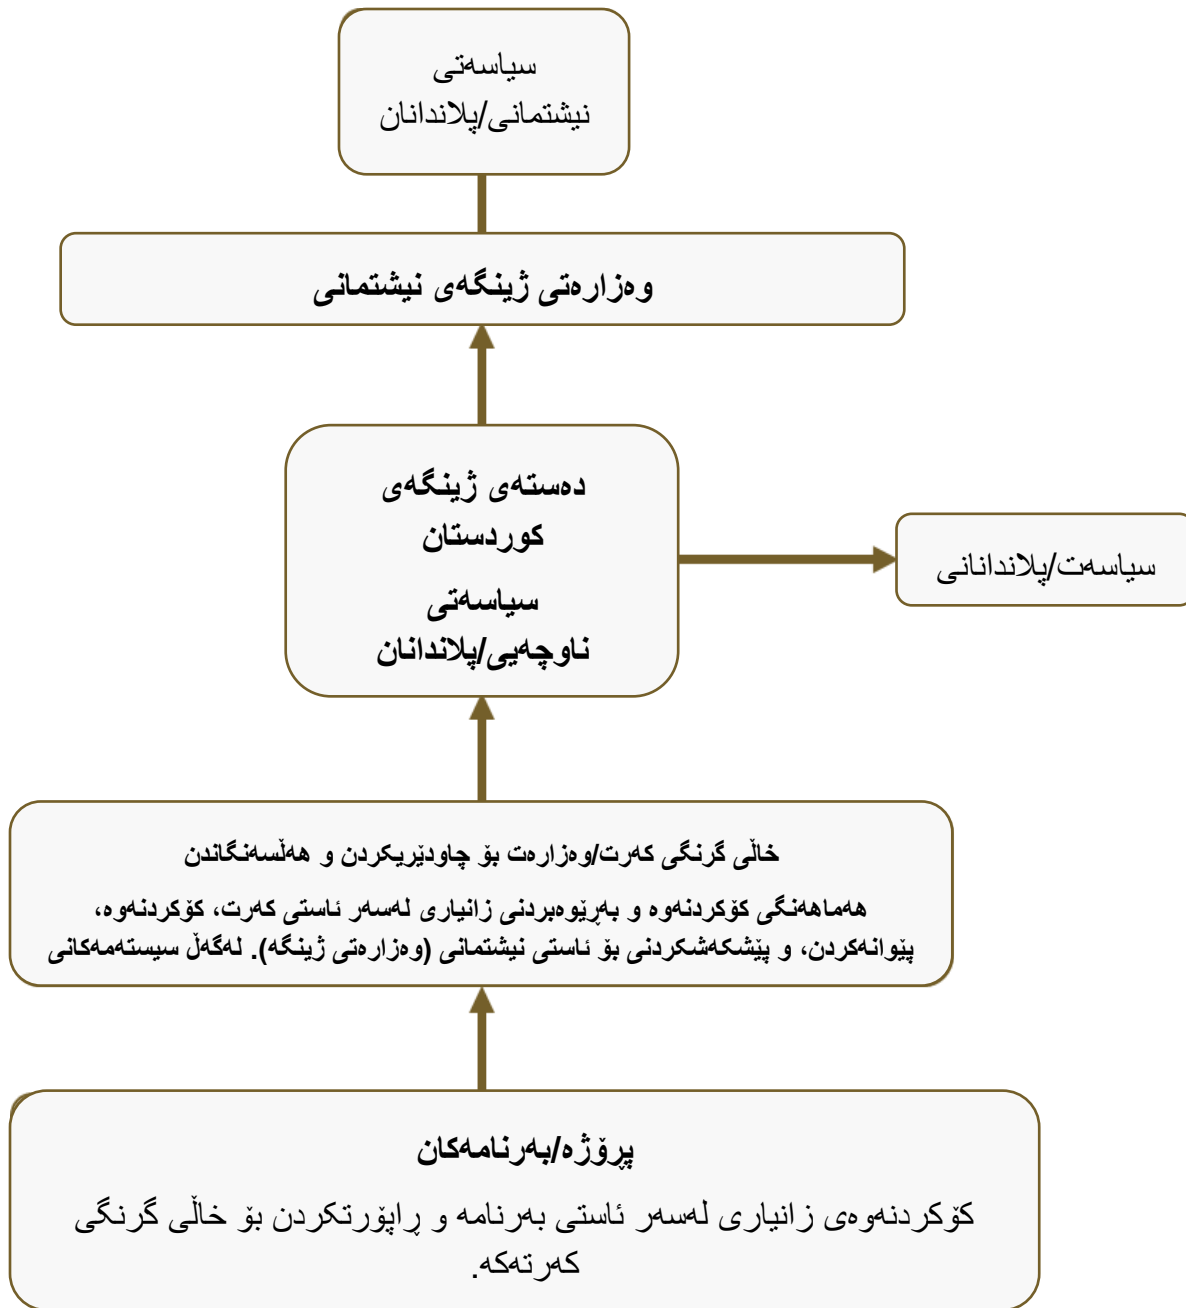 سیاسەتی
نیشتمانی/پلاندانان
وەزارەتی ژینگەی نیشتمانی
دەستەی ژینگەی
کوردستان
سیاسەتی
ناوچەیی/پلاندانان
سیاسەت/پلاندانانی
خاڵی گرنگی کەرت/وەزارەت بۆ چاودێریکردن و هەڵسەنگاندن
هەماهەنگی کۆکردنەوە و بەڕێوەبردنی زانیاری لەسەر ئاستی کەرت، کۆکردنەوە،
پێوانەکردن، و پێشکەشکردنی بۆ ئاستی نیشتمانی (وەزارەتی ژینگە). لەگەڵ سیستەمەکانی
پڕۆژە/بەرنامەکان
کۆکردنەوەی زانیاری لەسەر ئاستی بەرنامە و ڕاپۆرتکردن بۆ خاڵی گرنگی
کەرتەکە.